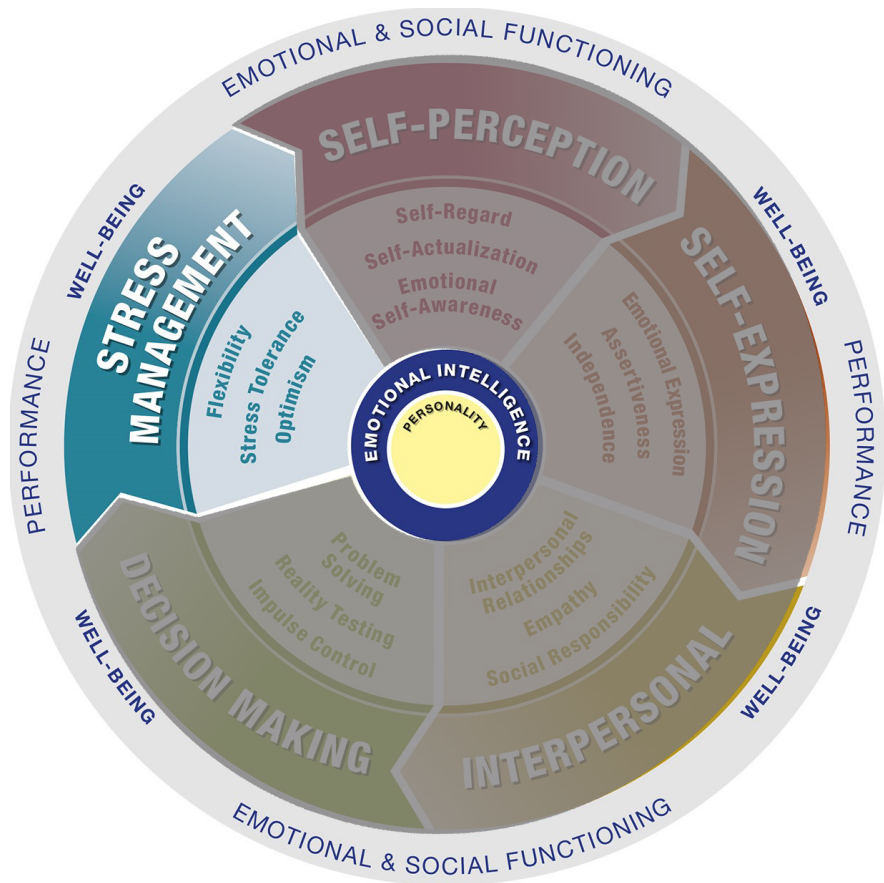 EMOTIONAL & SOCIAL FUNCTIONING
WELL-BEING
WELL-BEING
PERFORMANCE
PERFORMANCE
WELL-BEING
WELL-BEING
EMOTIONAL & SOCIAL FUNCTIONING
SELF-PERCEPTION
Self-Regard
Self-Actualization
Emotional
Self-Awareness
SELF-EXPRESSION
Emotional Expression
Assertiveness
Independence
INTERPERSONAL
Interpersonal
Relationships
Empathy
Social Responsibility
DECISION MAKING
Problem
Solving
Reality Testing
Impulse Control
STRESS
MANAGEMENT
Flexibility
Stress Tolerance
Optimism
EMOTIONAL INTELLIGENCE
PERSONALITY